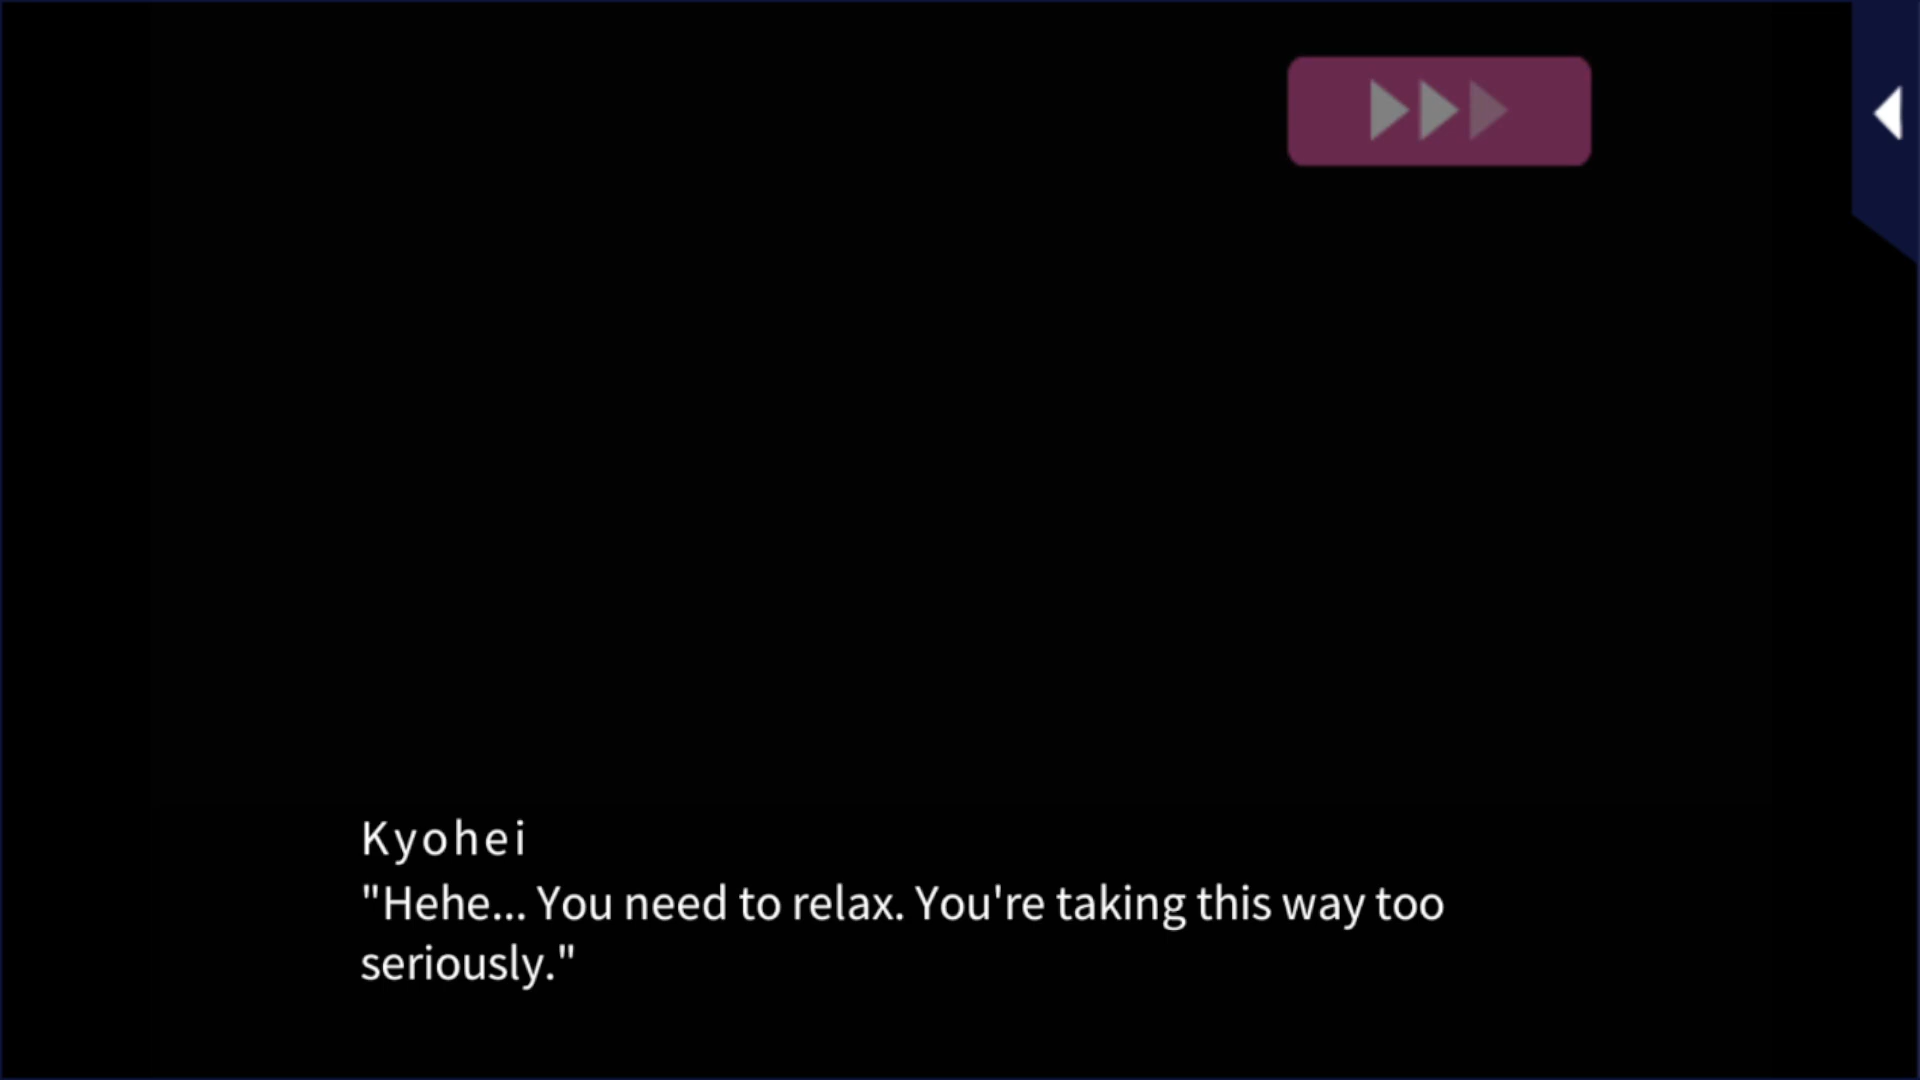 Kyohei
"Hehe... You need to relax. You're taking this way too
seriously."